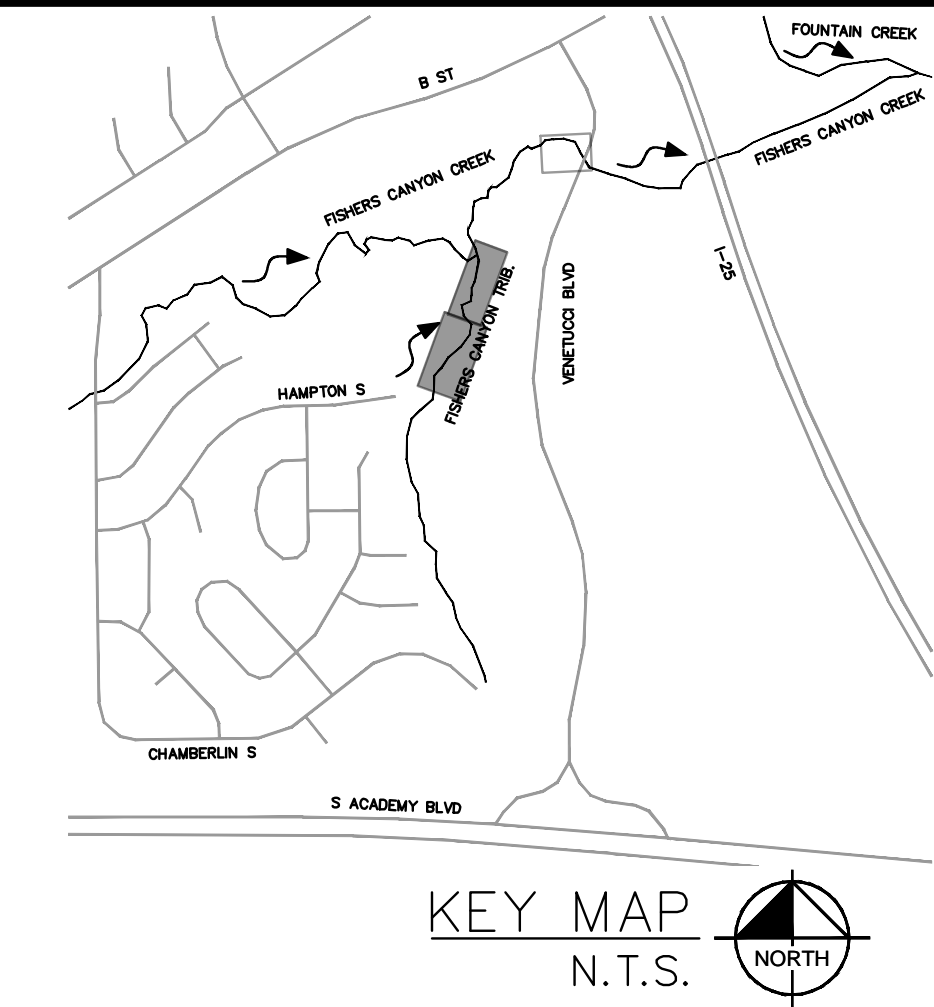 FOUNTAIN CREEK
B ST
FISHERS CANYON CREEK
FISHERS CANYON CREEK
I-25
FISHERS CANYON TRIB.
VENETUCCI BLVD
HAMPTON S
CHAMBERLIN S
S ACADEMY BLVD
KEY MAP
N.T.S.
NORTH